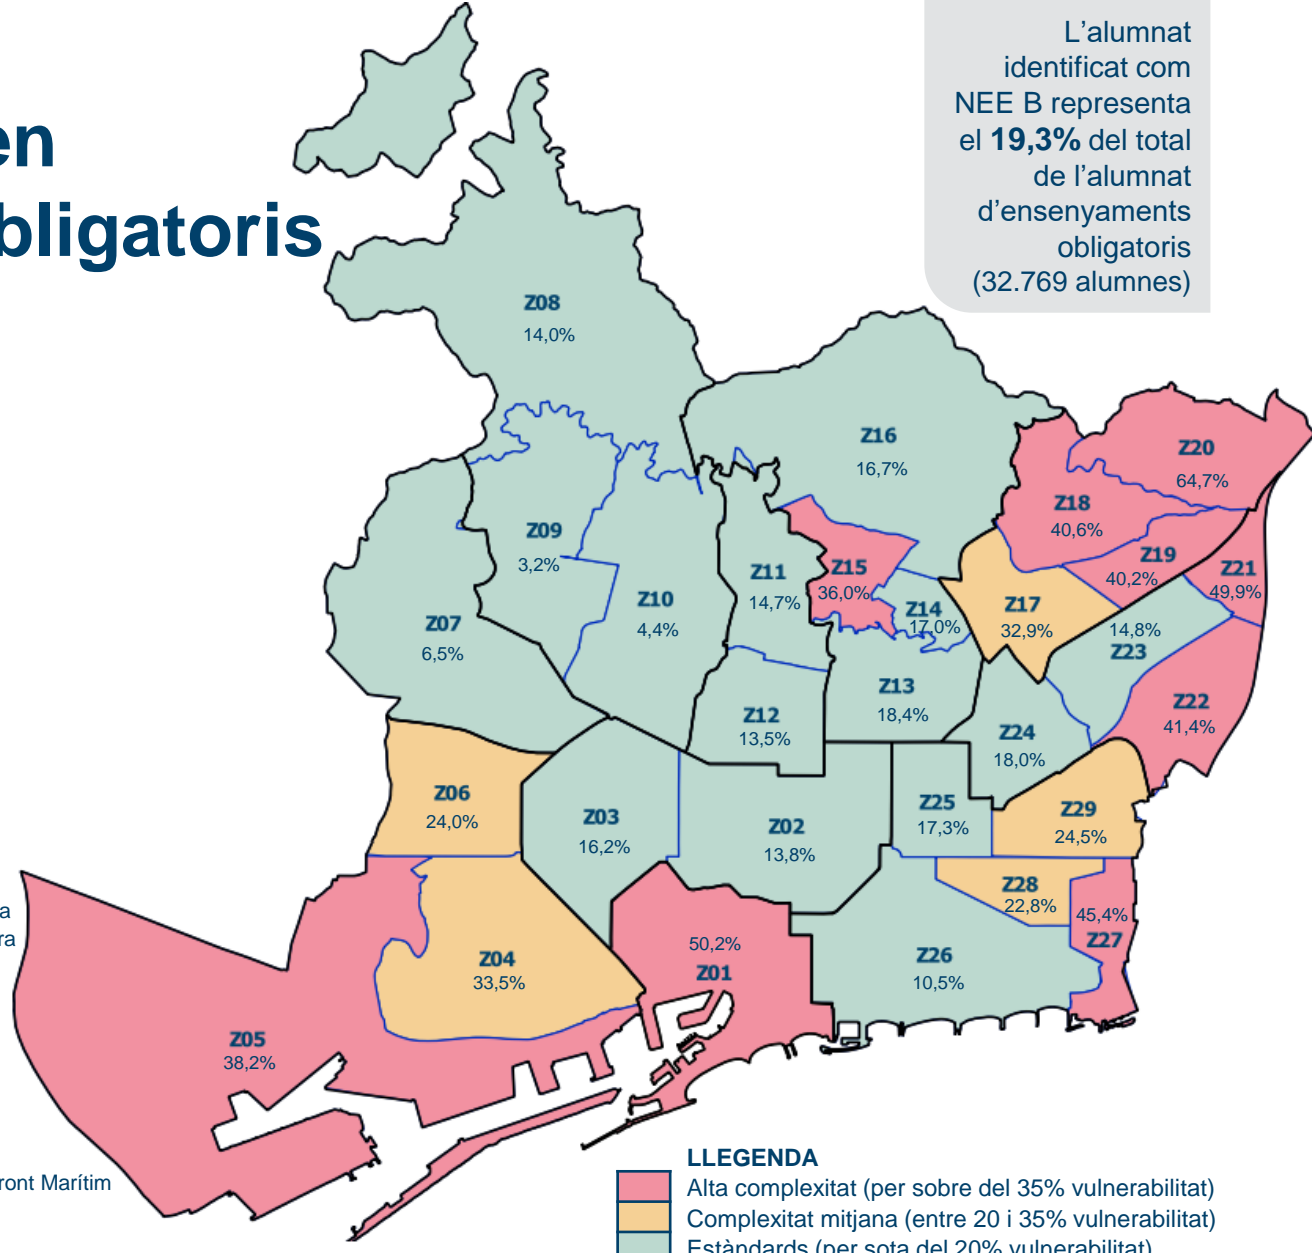 en
bligatoris
L'alumnat
identificat com
NEE B representa
el 19,3% del total
de l'alumnat
d'ensenyaments
obligatoris
(32.769 alumnes)
Z08
14,0%
Z16
16,7%
Z20
64,7%
Z18
40,6%
Z09
3,2%
Z19
40,2%
Z21
49,9%
Z11
14,7%
Z15
36,0%
Z10
4,4%
Z14
17,0%
Z17
32,9%
14,8%
Z23
Z07
6,5%
Z13
18,4%
Z22
41,4%
Z12
13,5%
Z24
18,0%
Z06
24,0%
Z03
16,2%
Z02
13,8%
Z25
17,3%
Z29
24,5%
Z28
22,8%
45,4%
Z27
a
ra
Z04
33,5%
50,2%
Z01
Z26
10,5%
Z05
38,2%
ront Marítim
LLEGENDA
Alta complexitat (per sobre del 35% vulnerabilitat)
Complexitat mitjana (entre 20 i 35% vulnerabilitat)
Estàndards (per sota del 20% vulnerabilitat)